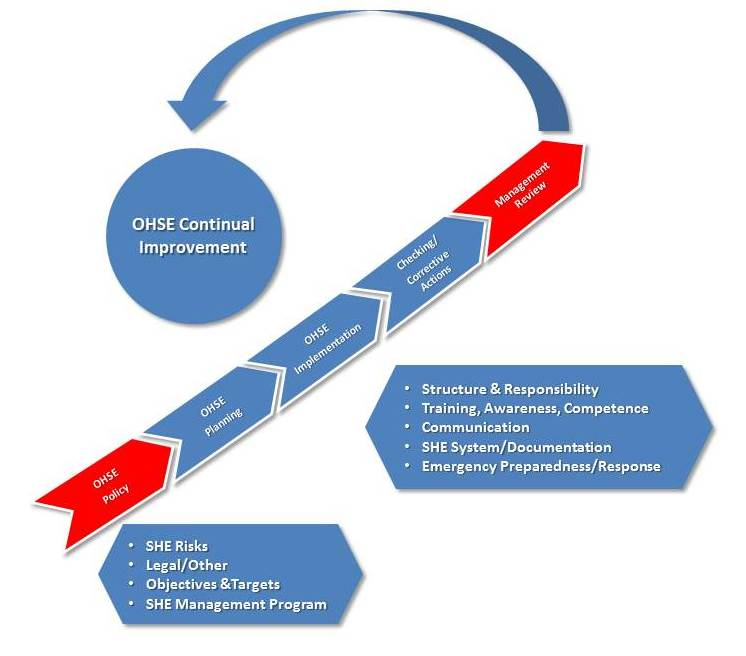 OHSE Continual
Improvement
Management
Review
Checking/
Corrective
Actions
OHSE
Implementation
OHSE
Planning
OHSE
Policy
• Structure & Responsibility
• Training, Awareness, Competence
• Communication
• SHE System/Documentation
• Emergency Preparedness/Response
• SHE Risks
• Legal/Other
• Objectives &Targets
• SHE Management Program